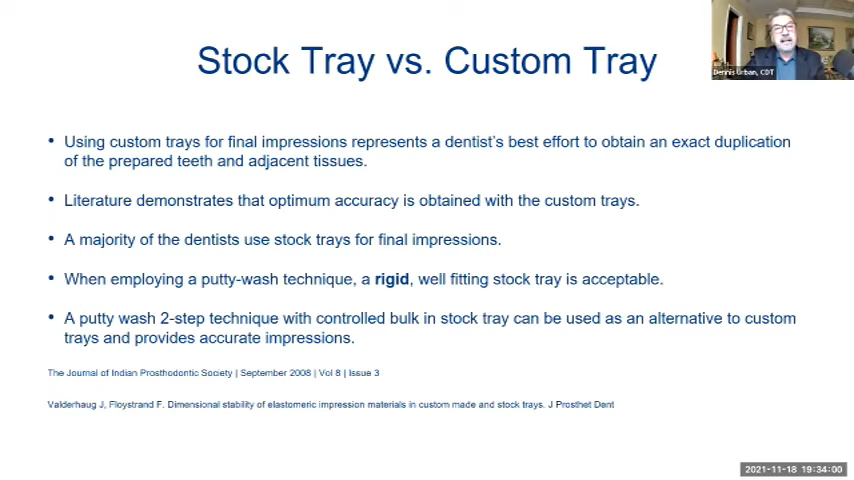 Stock Tray vs. Custom Tray
Dennis Urban, CDT
• Using custom trays for final impressions represents a dentist's best effort to obtain an exact duplication
of the prepared teeth and adjacent tissues.
• Literature demonstrates that optimum accuracy is obtained with the custom trays.
• A majority of the dentists use stock trays for final impressions.
• When employing a putty-wash technique, a rigid, well fitting stock tray is acceptable.
• A putty wash 2-step technique with controlled bulk in stock tray can be used as an alternative to custom
trays and provides accurate impressions.
The Journal of Indian Prosthodontic Society | September 2008 | Vol 8 | Issue 3
Valderhaug J, Floystrand F. Dimensional stability of elastomeric impression materials in custom made and stock trays. J Prosthet Dent
2021-11-18 19:34:00